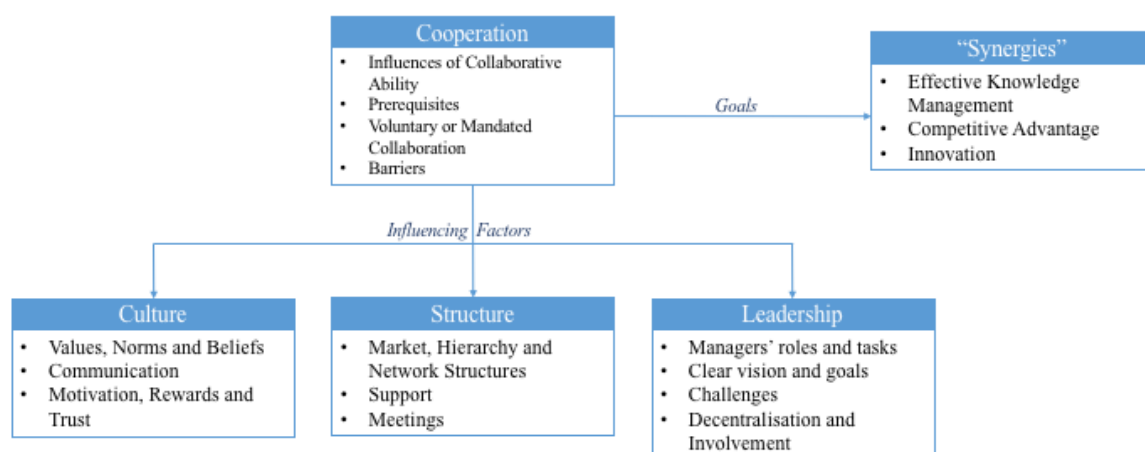 Cooperation
• Influences of Collaborative
Ability
• Prerequisites
• Voluntary or Mandated
Collaboration
• Barriers
Goals
“Synergies”
• Effective Knowledge
Management
• Competitive Advantage
• Innovation
Influencing Factors
Culture
• Values, Norms and Beliefs
• Communication
• Motivation, Rewards and
Trust
Structure
• Market, Hierarchy and
Network Structures
• Support
• Meetings
Leadership
• Managers’ roles and tasks
• Clear vision and goals
• Challenges
• Decentralisation and
Involvement